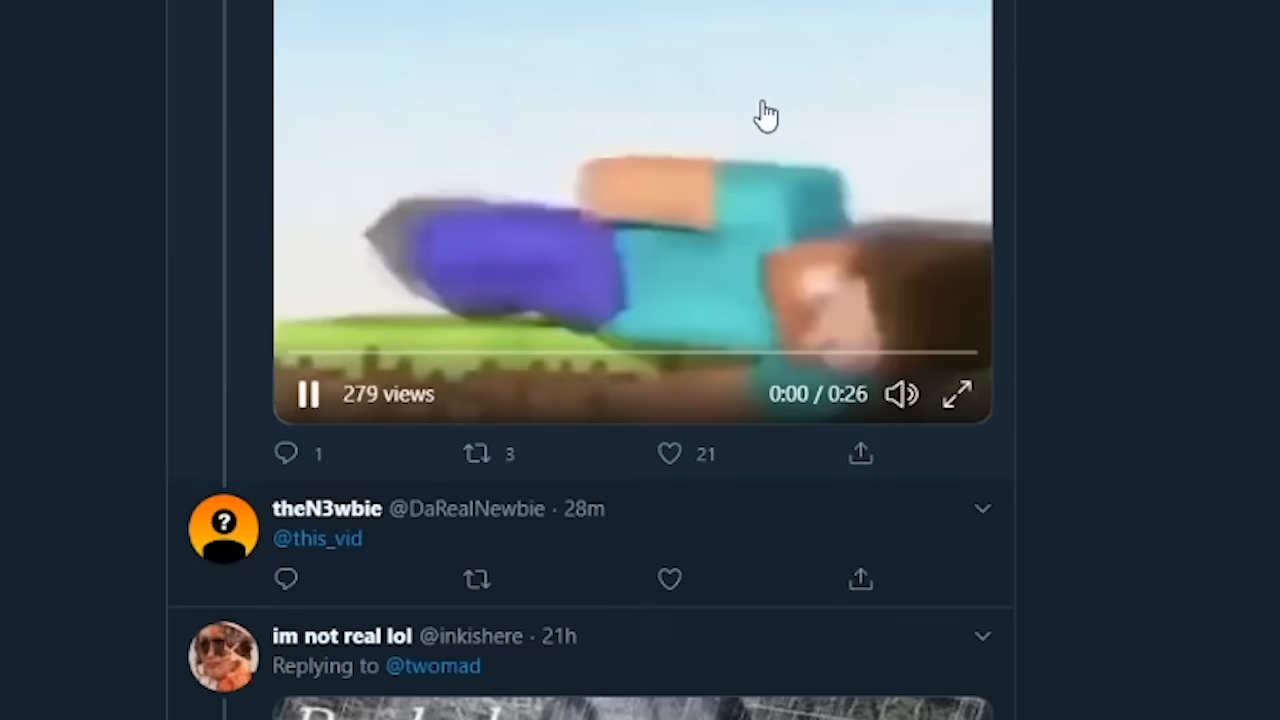 279 views
0:00 / 0:26
1 3 21
theN3wbie @DaRealNewbie · 28m
@this_vid
im not real lol @inkishere · 21h
Replying to @twomad